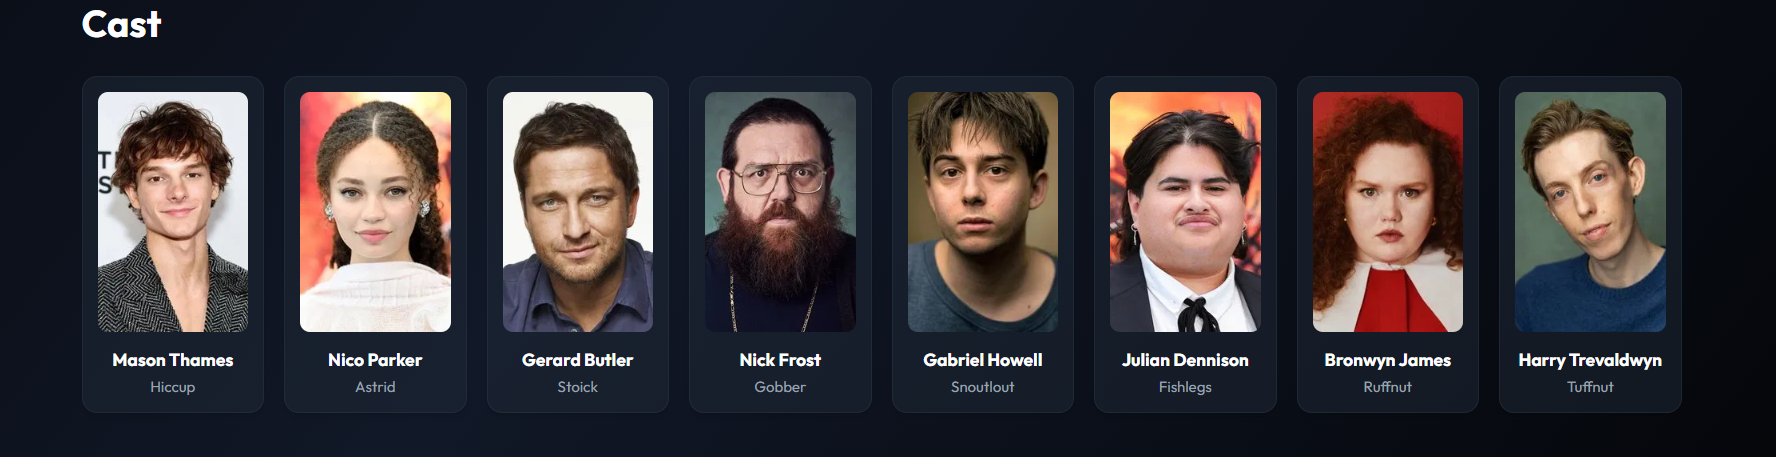 Cast
Mason Thames
Hiccup
Nico Parker
Astrid
Gerard Butler
Stoick
Nick Frost
Gobber
Gabriel Howell
Snoutlout
Julian Dennison
Fishlegs
Bronwyn James
Ruffnut
Harry Trevaldwyn
Tuffnut